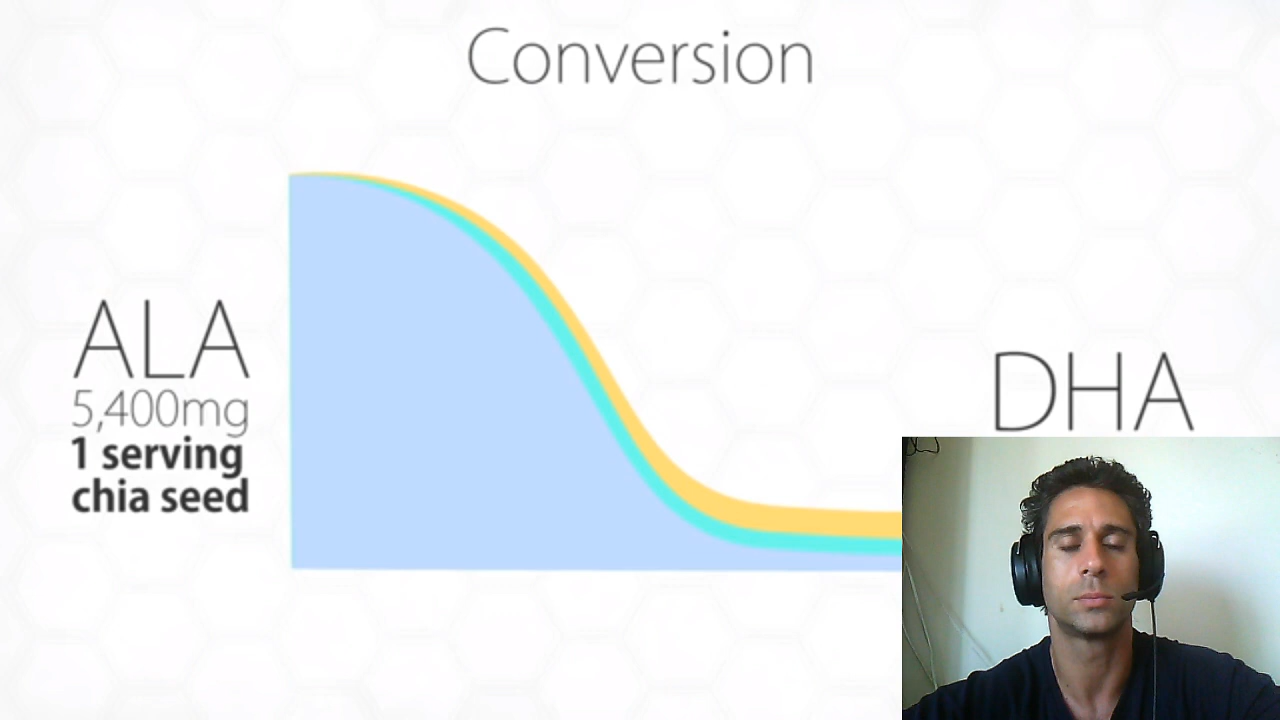 Conversion
ALA
5,400mg
1 serving
chia seed
DHA